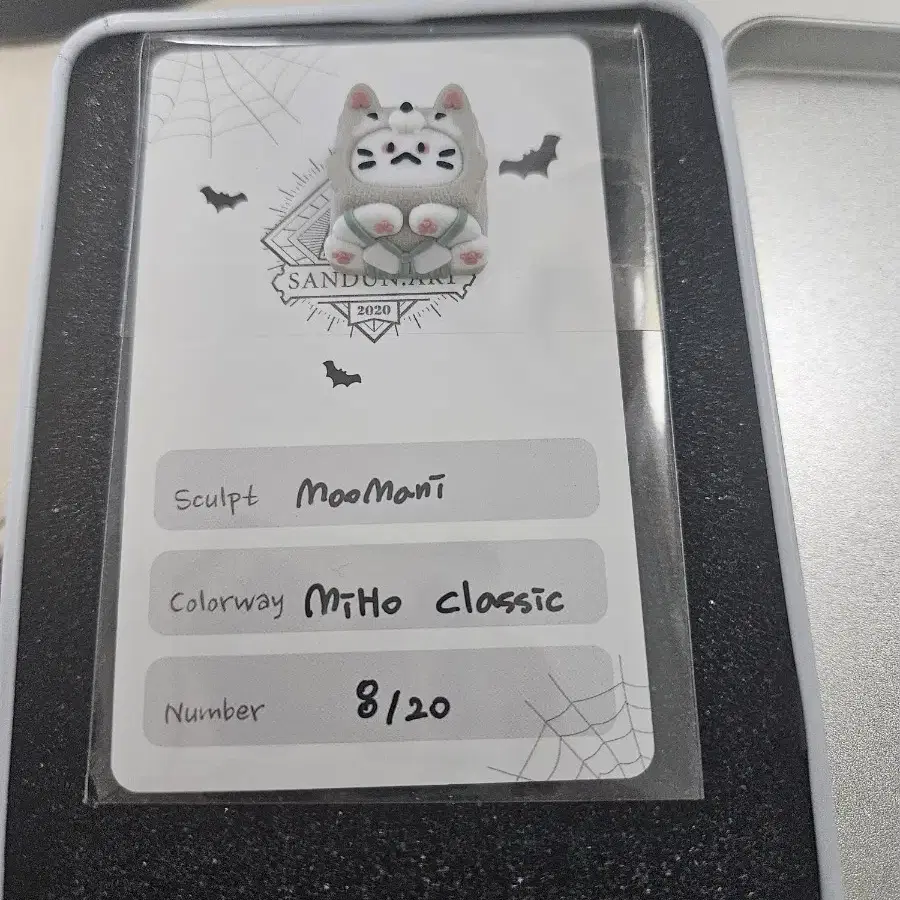 SANDUN.ART
2020
Sculpt MooMani
Colorway MiHo classic
Number 8/20